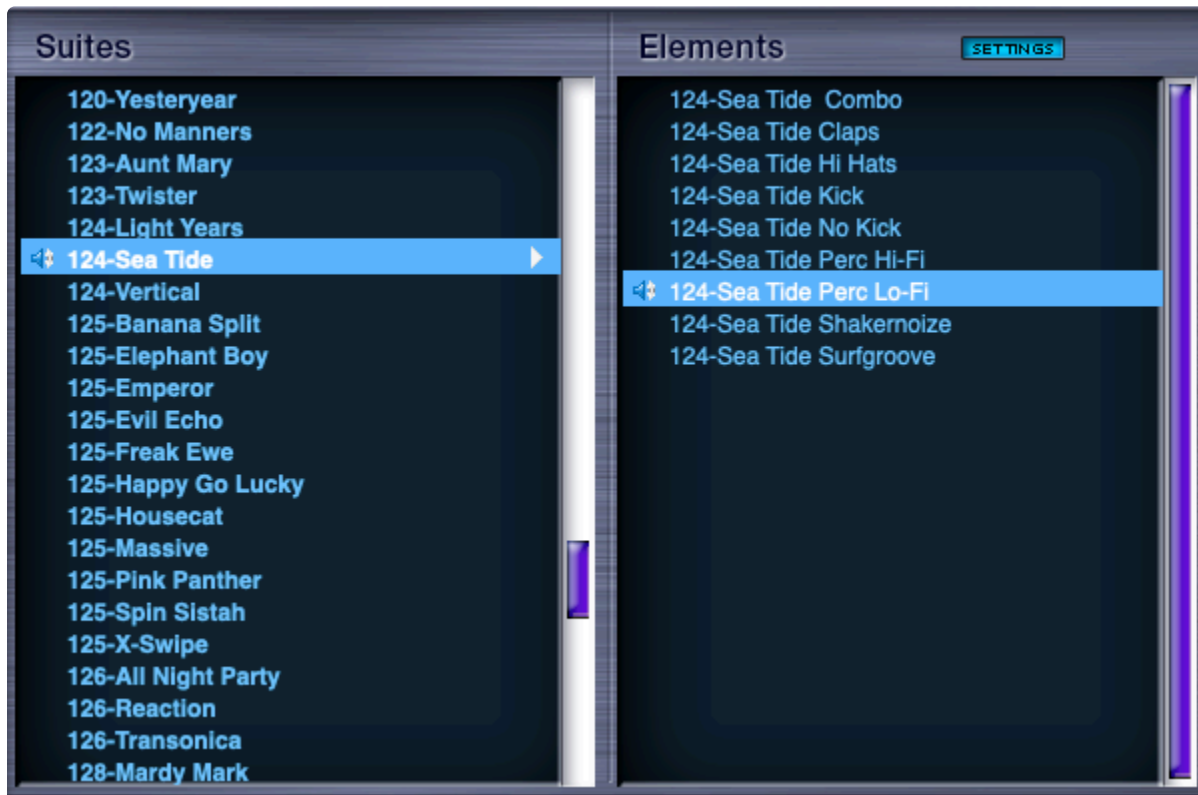 Suites
120-Yesteryear
122-No Manners
123-Aunt Mary
123-Twister
124-Light Years
124-Sea Tide
124-Vertical
125-Banana Split
125-Elephant Boy
125-Emperor
125-Evil Echo
125-Freak Ewe
125-Happy Go Lucky
125-Housecat
125-Massive
125-Pink Panther
125-Spin Sistah
125-X-Swipe
126-All Night Party
126-Reaction
126-Transonica
128-Mardy Mark
Elements
SETTINGS
124-Sea Tide  Combo
124-Sea Tide Claps
124-Sea Tide Hi Hats
124-Sea Tide Kick
124-Sea Tide No Kick
124-Sea Tide Perc Hi-Fi
124-Sea Tide Perc Lo-Fi
124-Sea Tide Shakernoize
124-Sea Tide Surfgroove